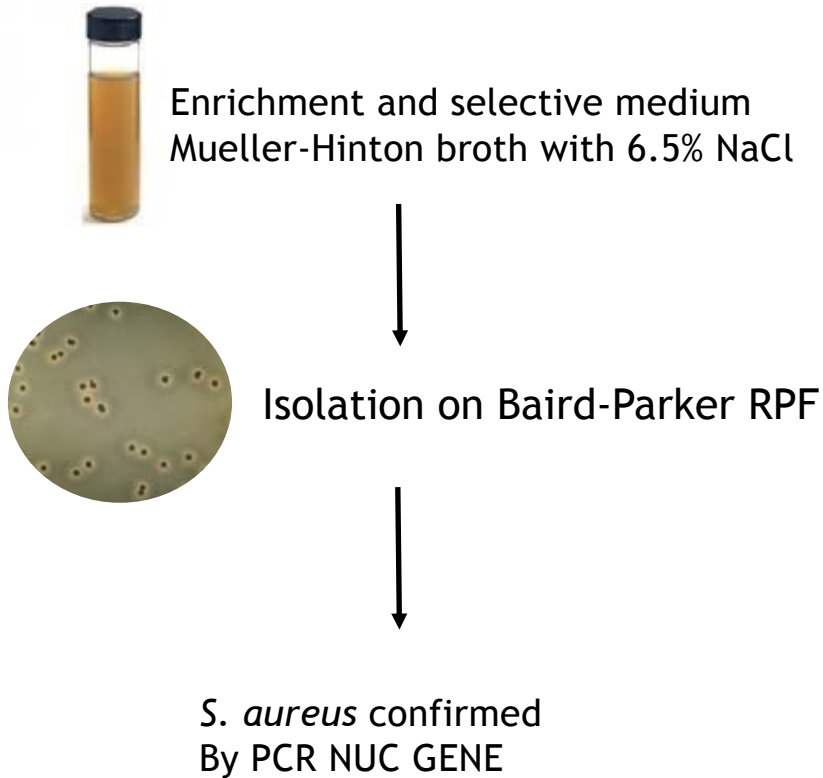 Enrichment and selective medium
Mueller-Hinton broth with 6.5% NaCl
Isolation on Baird-Parker RPF
S. aureus confirmed
By PCR NUC GENE